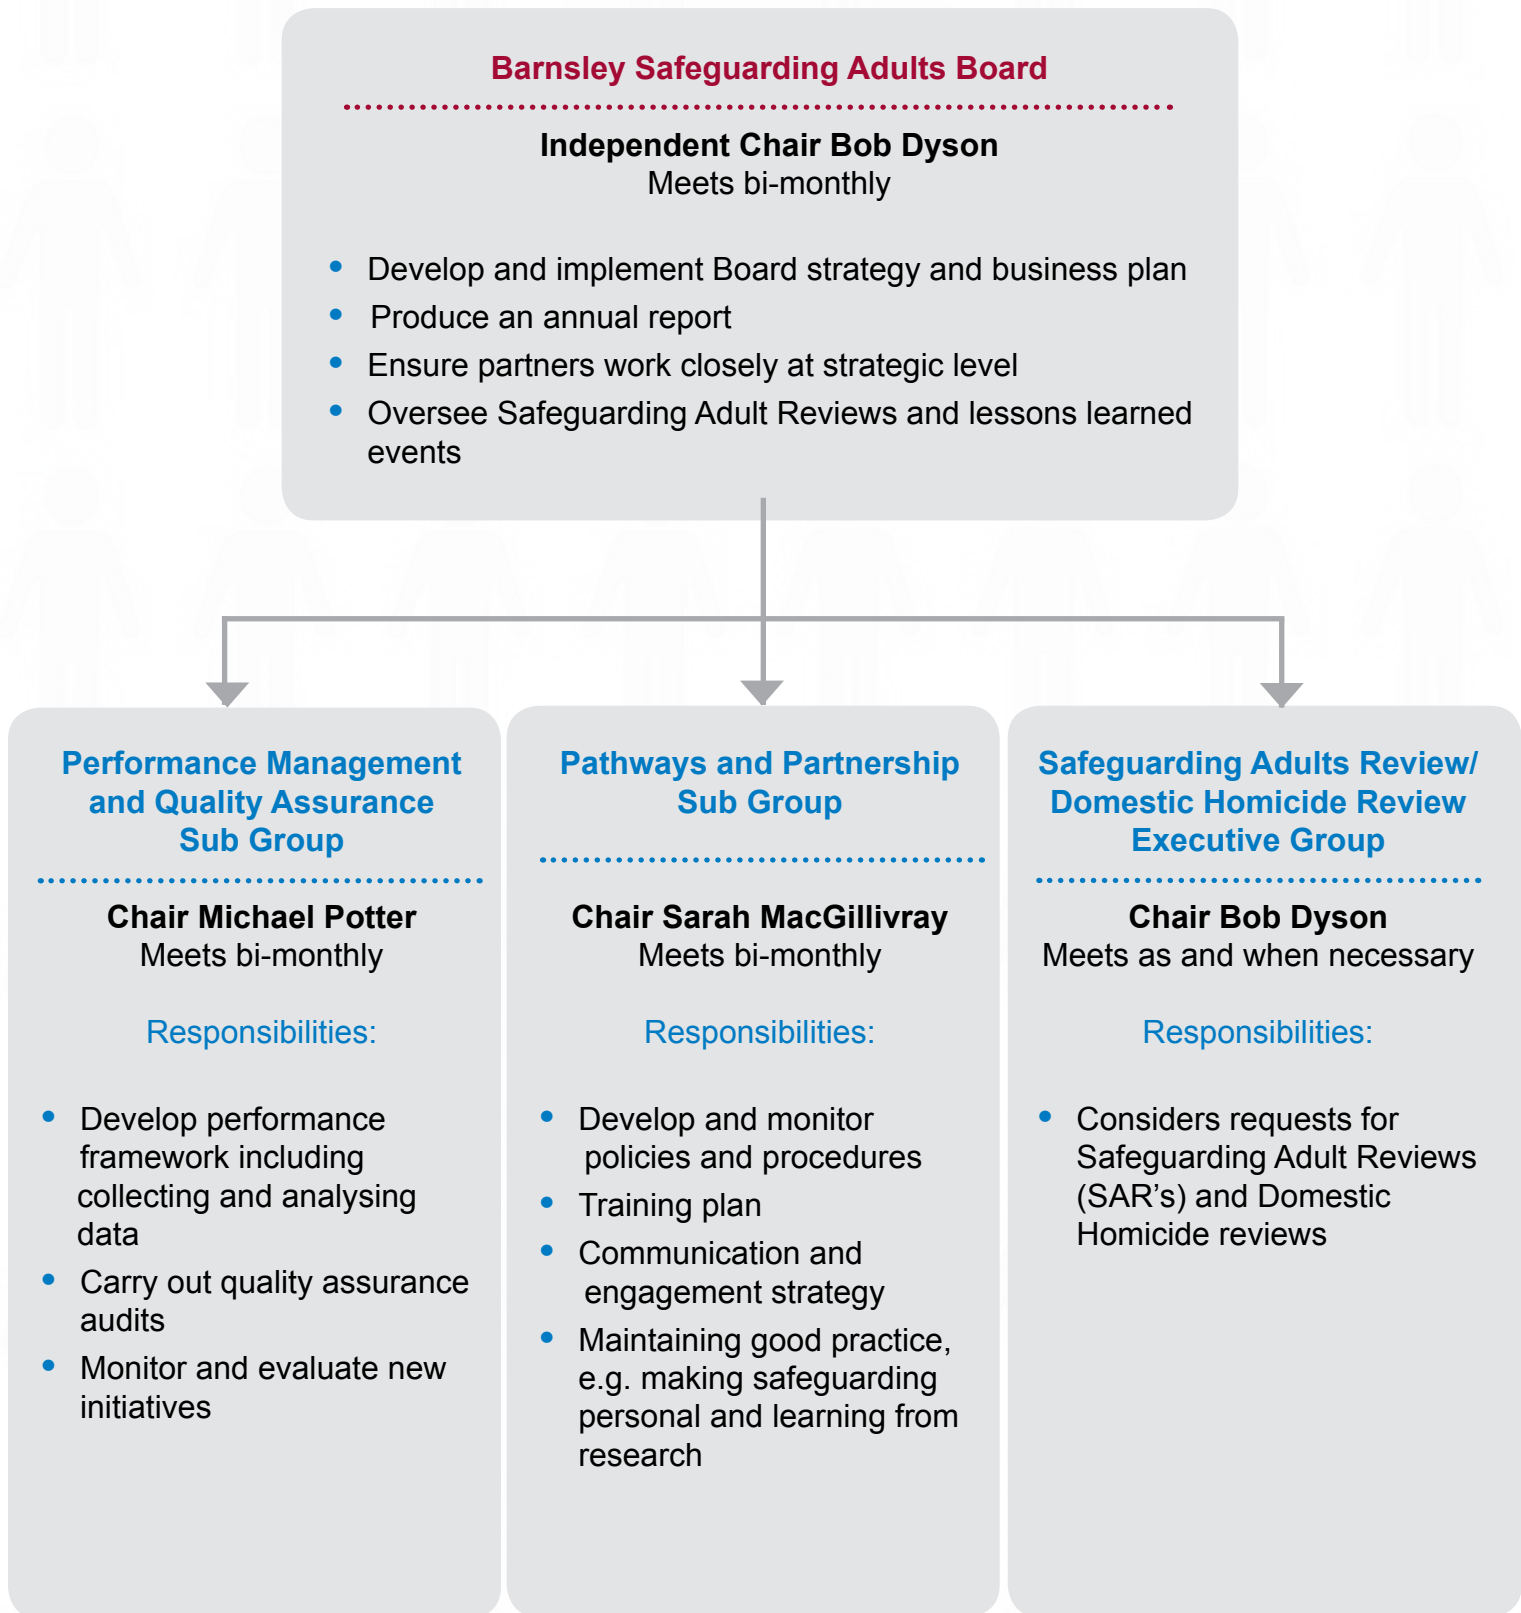 Barnsley Safeguarding Adults Board
Independent Chair Bob Dyson
Meets bi-monthly
• Develop and implement Board strategy and business plan
• Produce an annual report
• Ensure partners work closely at strategic level
• Oversee Safeguarding Adult Reviews and lessons learned
events
Performance Management
and Quality Assurance
Sub Group
Chair Michael Potter
Meets bi-monthly
Responsibilities:
• Develop performance
framework including
collecting and analysing
data
• Carry out quality assurance
audits
• Monitor and evaluate new
initiatives
Pathways and Partnership
Sub Group
Chair Sarah MacGillivray
Meets bi-monthly
Responsibilities:
• Develop and monitor
policies and procedures
• Training plan
• Communication and
engagement strategy
• Maintaining good practice,
e.g. making safeguarding
personal and learning from
research
Safeguarding Adults Review/
Domestic Homicide Review
Executive Group
Chair Bob Dyson
Meets as and when necessary
Responsibilities:
• Considers requests for
Safeguarding Adult Reviews
(SAR’s) and Domestic
Homicide reviews